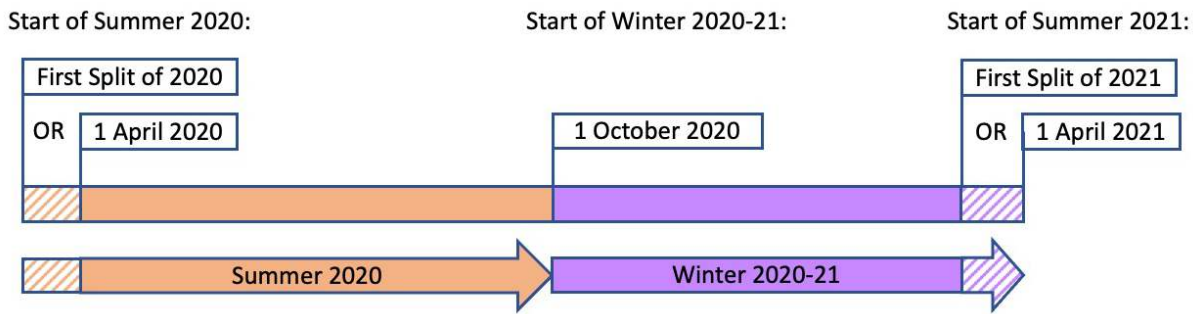 Start of Summer 2020:
Start of Winter 2020-21:
Start of Summer 2021:
First Split of 2020
First Split of 2021
OR
1 April 2020
1 October 2020
OR
1 April 2021
Summer 2020
Winter 2020-21